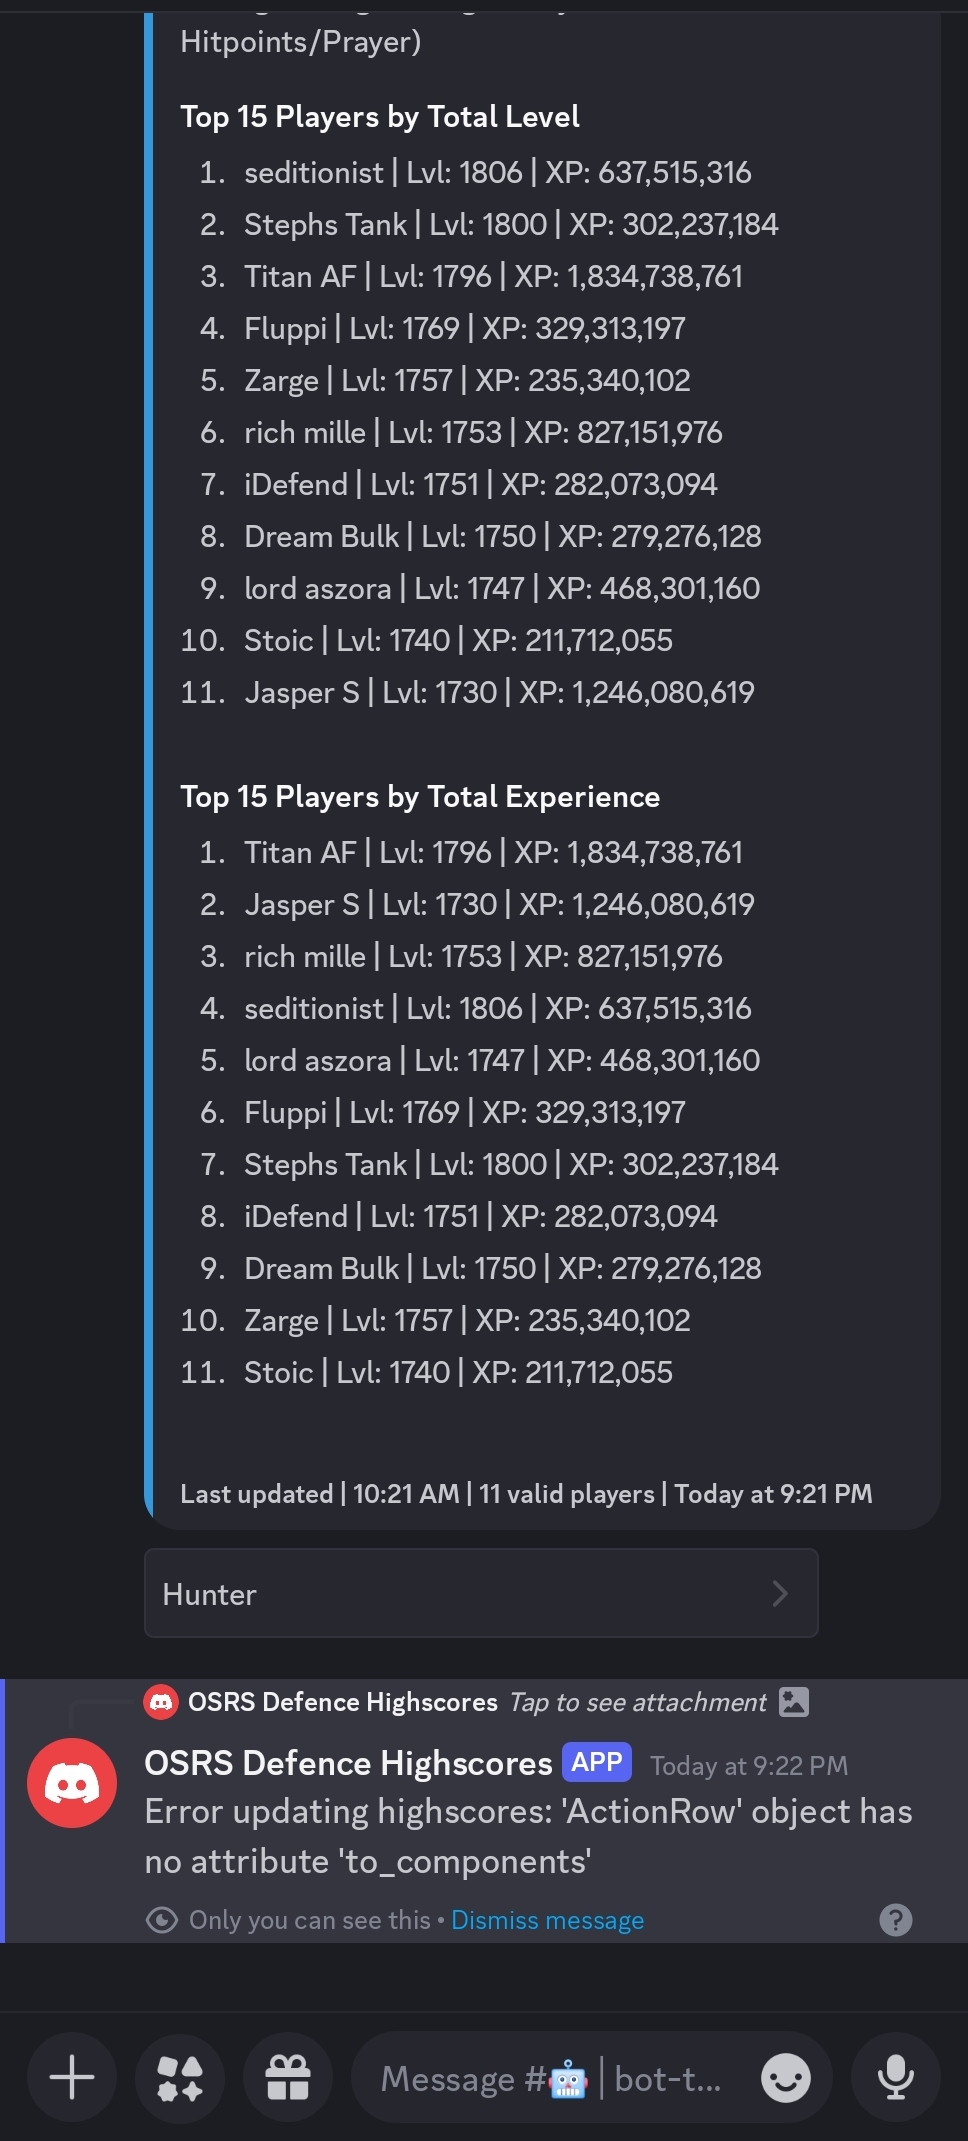 Hitpoints/Prayer)
Top 15 Players by Total Level
1. seditionist | Lvl: 1806 | XP: 637,515,316
2. Stephs Tank | Lvl: 1800 | XP: 302,237,184
3. Titan AF | Lvl: 1796 | XP: 1,834,738,761
4. Fluppi | Lvl: 1769 | XP: 329,313,197
5. Zarge | Lvl: 1757 | XP: 235,340,102
6. rich mille | Lvl: 1753 | XP: 827,151,976
7. iDefend | Lvl: 1751 | XP: 282,073,094
8. Dream Bulk | Lvl: 1750 | XP: 279,276,128
9. lord aszora | Lvl: 1747 | XP: 468,301,160
10. Stoic | Lvl: 1740 | XP: 211,712,055
11. Jasper S | Lvl: 1730 | XP: 1,246,080,619
Top 15 Players by Total Experience
1. Titan AF | Lvl: 1796 | XP: 1,834,738,761
2. Jasper S | Lvl: 1730 | XP: 1,246,080,619
3. rich mille | Lvl: 1753 | XP: 827,151,976
4. seditionist | Lvl: 1806 | XP: 637,515,316
5. lord aszora | Lvl: 1747 | XP: 468,301,160
6. Fluppi | Lvl: 1769 | XP: 329,313,197
7. Stephs Tank | Lvl: 1800 | XP: 302,237,184
8. iDefend | Lvl: 1751 | XP: 282,073,094
9. Dream Bulk | Lvl: 1750 | XP: 279,276,128
10. Zarge | Lvl: 1757 | XP: 235,340,102
11. Stoic | Lvl: 1740 | XP: 211,712,055
Last updated | 10:21 AM | 11 valid players | Today at 9:21 PM
Hunter
OSRS Defence Highscores Tap to see attachment
OSRS Defence Highscores APP Today at 9:22 PM
Error updating highscores: 'ActionRow' object has
no attribute 'to_components'
Only you can see this • Dismiss message
Message #🤖 | bot-t...